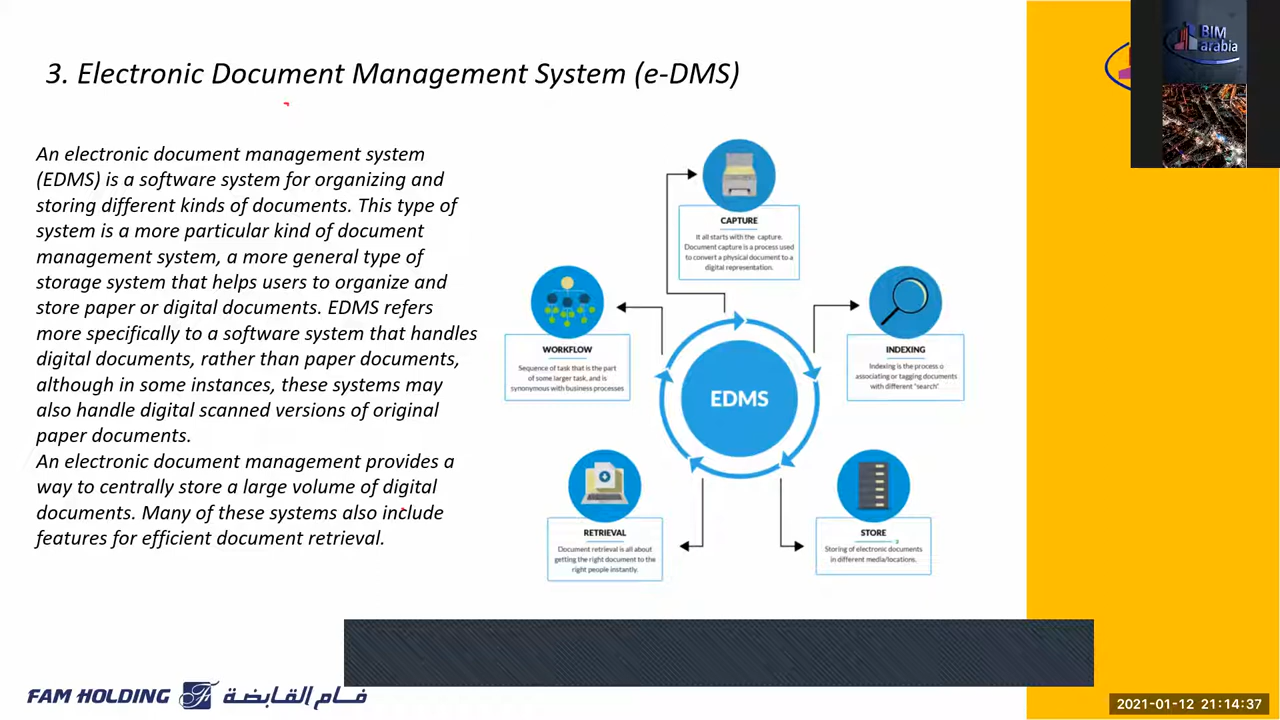 3. Electronic Document Management System (e-DMS)
An electronic document management system
(EDMS) is a software system for organizing and
storing different kinds of documents. This type of
system is a more particular kind of document
management system, a more general type of
storage system that helps users to organize and
store paper or digital documents. EDMS refers
more specifically to a software system that handles
digital documents, rather than paper documents,
although in some instances, these systems may
also handle digital scanned versions of original
paper documents.
An electronic document management provides a
way to centrally store a large volume of digital
documents. Many of these systems also include
features for efficient document retrieval.
CAPTURE
It all starts with the capture.
Document capture is a process used
to convert a physical document to a
digital representation.
WORKFLOW
Sequence of task that is the part
of some larger task, and is
synonymous with business processes
INDEXING
Indexing is the process o
associating or tagging documents
with different "search".
EDMS
RETRIEVAL
Document retrieval is all about
getting the right document to the
right people instantly.
STORE
Storing of electronic documents
in different media/locations.
BIM
arabia
FAM HOLDING فام القابضة
2021-01-12 21:14:37